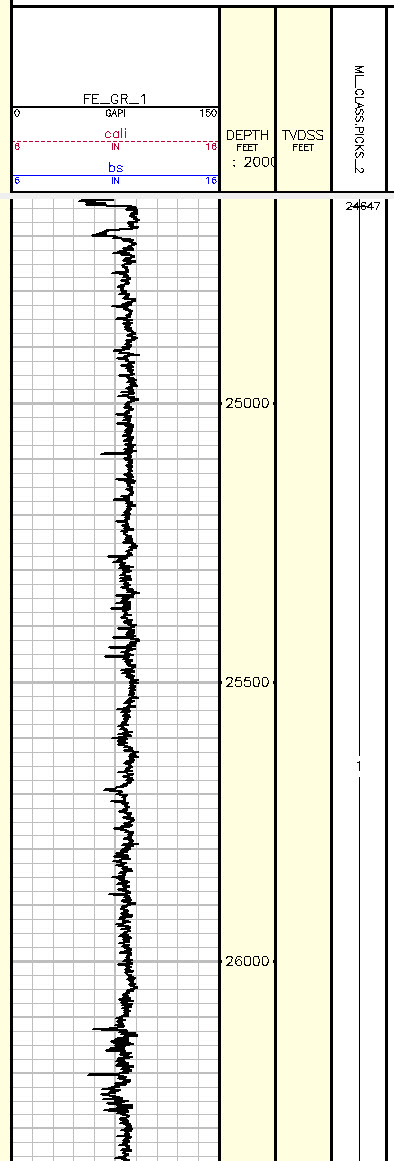 FE_GR_1
0 GAPI 150
cali
6 IN 16
bs
6 IN 16
DEPTH
FEET
: 2000
TVDSS
FEET
ML_CLASS.PICKS_2
24647
25000
25500
1
26000